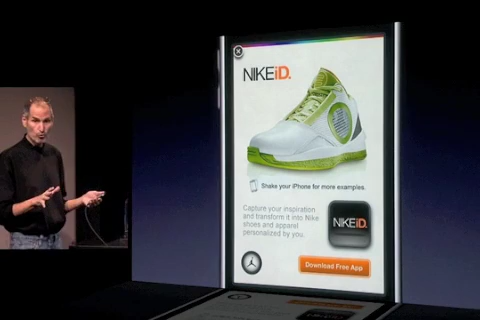 NIKEiD.
Shake your iPhone for more examples.
Capture your inspiration
and transform it into Nike
shoes and apparel
personalized by you.
NIKEiD.
Download Free App